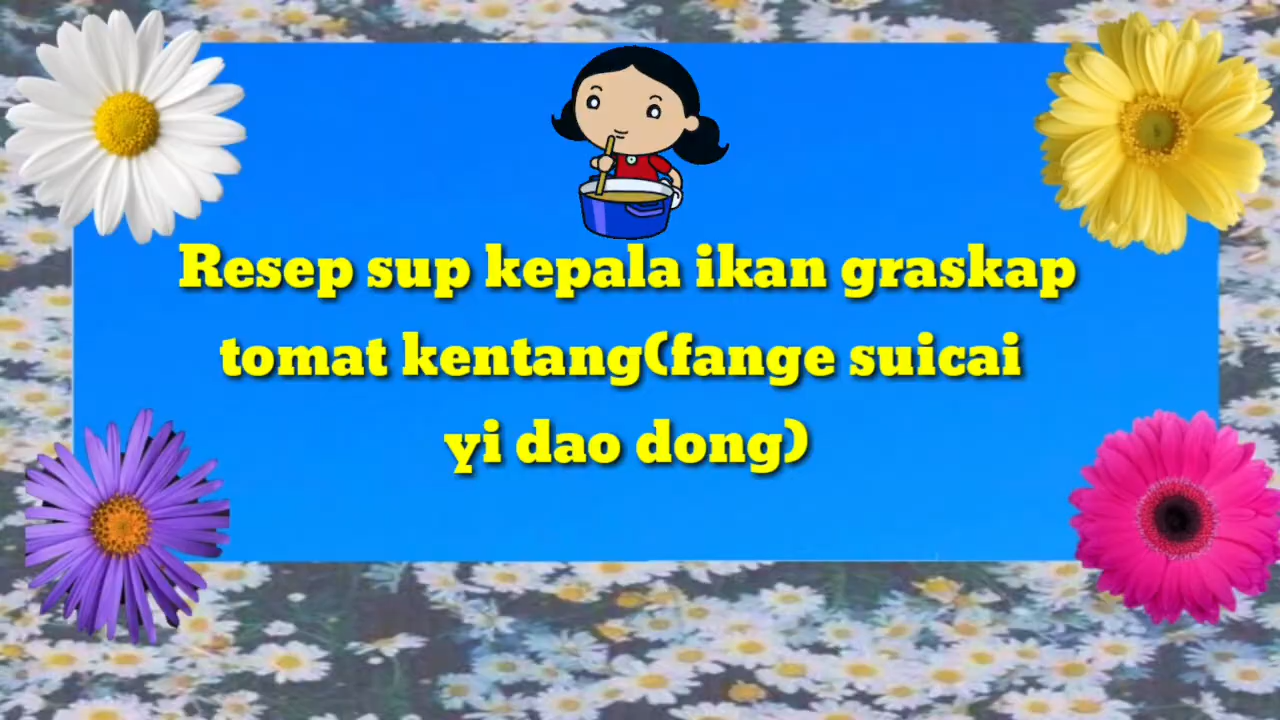 Resep sup kepala ikan graskap
tomat kentang(fange suicai
yi dao dong)